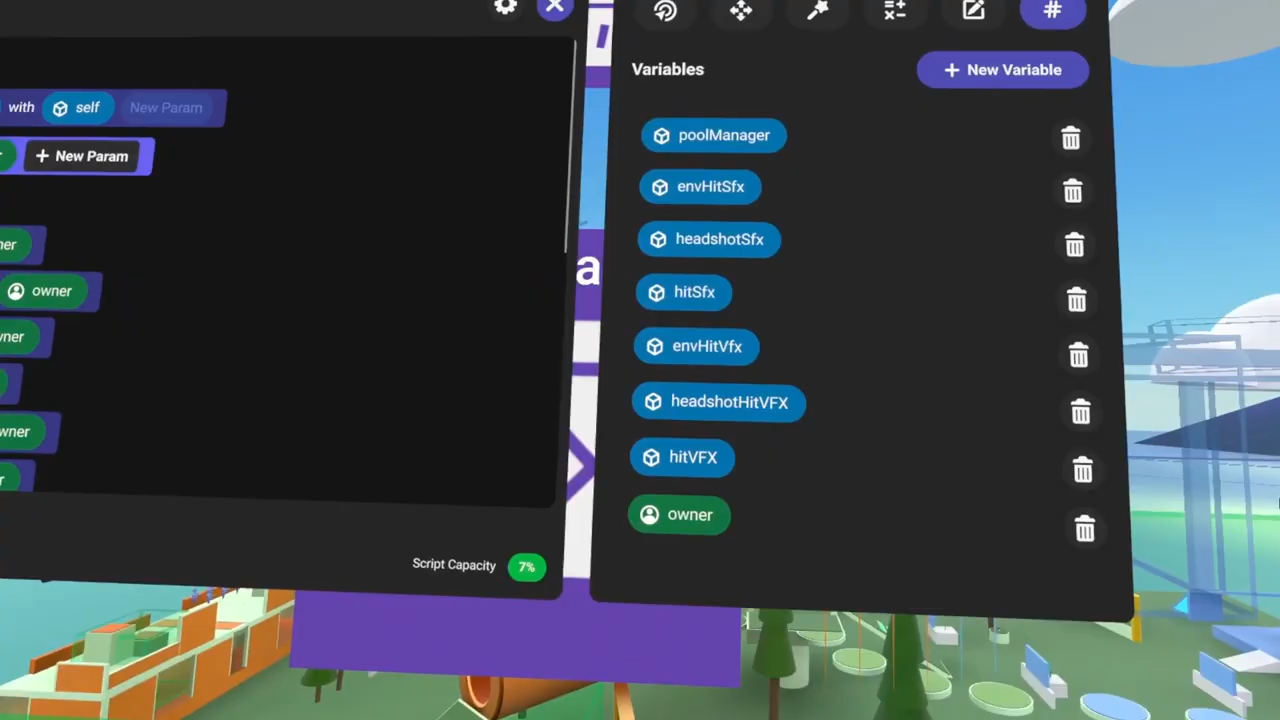 with self New Param
+ New Param
owner
Script Capacity 7%
a
#
Variables
+ New Variable
poolManager
envHitSfx
headshotSfx
hitSfx
envHitVfx
headshotHitVFX
hitVFX
owner